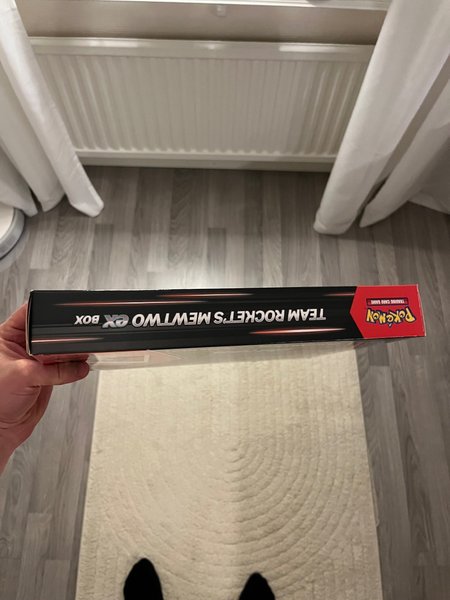 POKÉMON
TRADING CARD GAME
TEAM ROCKET'S MEWTWO ex BOX